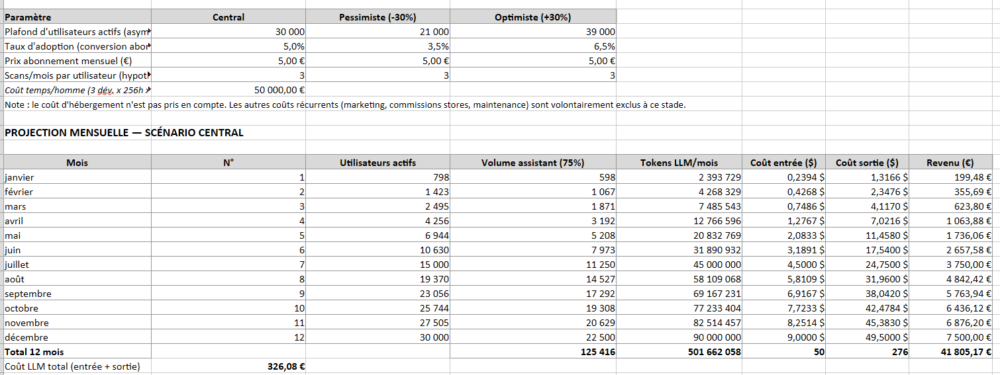 Paramètre Central Pessimiste (-30%) Optimiste (+30%)
Plafond d'utilisateurs actifs (asym 30 000 21 000 39 000
Taux d'adoption (conversion abor 5,0% 3,5% 6,5%
Prix abonnement mensuel (€) 5,00 € 5,00 € 5,00 €
Scans/mois par utilisateur (hypot 3 3 3
Coût temps/homme (3 dév. x 256h x 50 000,00 €
Note : le coût d'hébergement n'est pas pris en compte. Les autres coûts récurrents (marketing, commissions stores, maintenance) sont volontairement exclus à ce stade.
PROJECTION MENSUELLE — SCÉNARIO CENTRAL
Mois N° Utilisateurs actifs Volume assistant (75%) Tokens LLM/mois Coût entrée ($) Coût sortie ($) Revenu (€)
janvier 1 798 598 2 393 729 0,2394 $ 1,3166 $ 199,48 €
février 2 1 423 1 067 4 268 329 0,4268 $ 2,3476 $ 355,69 €
mars 3 2 495 1 871 7 485 543 0,7486 $ 4,1170 $ 623,80 €
avril 4 4 256 3 192 12 766 596 1,2767 $ 7,0216 $ 1 063,88 €
mai 5 6 944 5 208 20 832 769 2,0833 $ 11,4580 $ 1 736,06 €
juin 6 10 630 7 973 31 890 932 3,1891 $ 17,5400 $ 2 657,58 €
juillet 7 15 000 11 250 45 000 000 4,5000 $ 24,7500 $ 3 750,00 €
août 8 19 370 14 527 58 109 068 5,8109 $ 31,9600 $ 4 842,42 €
septembre 9 23 056 17 292 69 167 231 6,9167 $ 38,0420 $ 5 763,94 €
octobre 10 25 744 19 308 77 233 404 7,7233 $ 42,4784 $ 6 436,12 €
novembre 11 27 505 20 629 82 514 457 8,2514 $ 45,3830 $ 6 876,20 €
décembre 12 30 000 22 500 90 000 000 9,0000 $ 49,5000 $ 7 500,00 €
Total 12 mois 125 416 501 662 058 50 276 41 805,17 €
Coût LLM total (entrée + sortie) 326,08 €